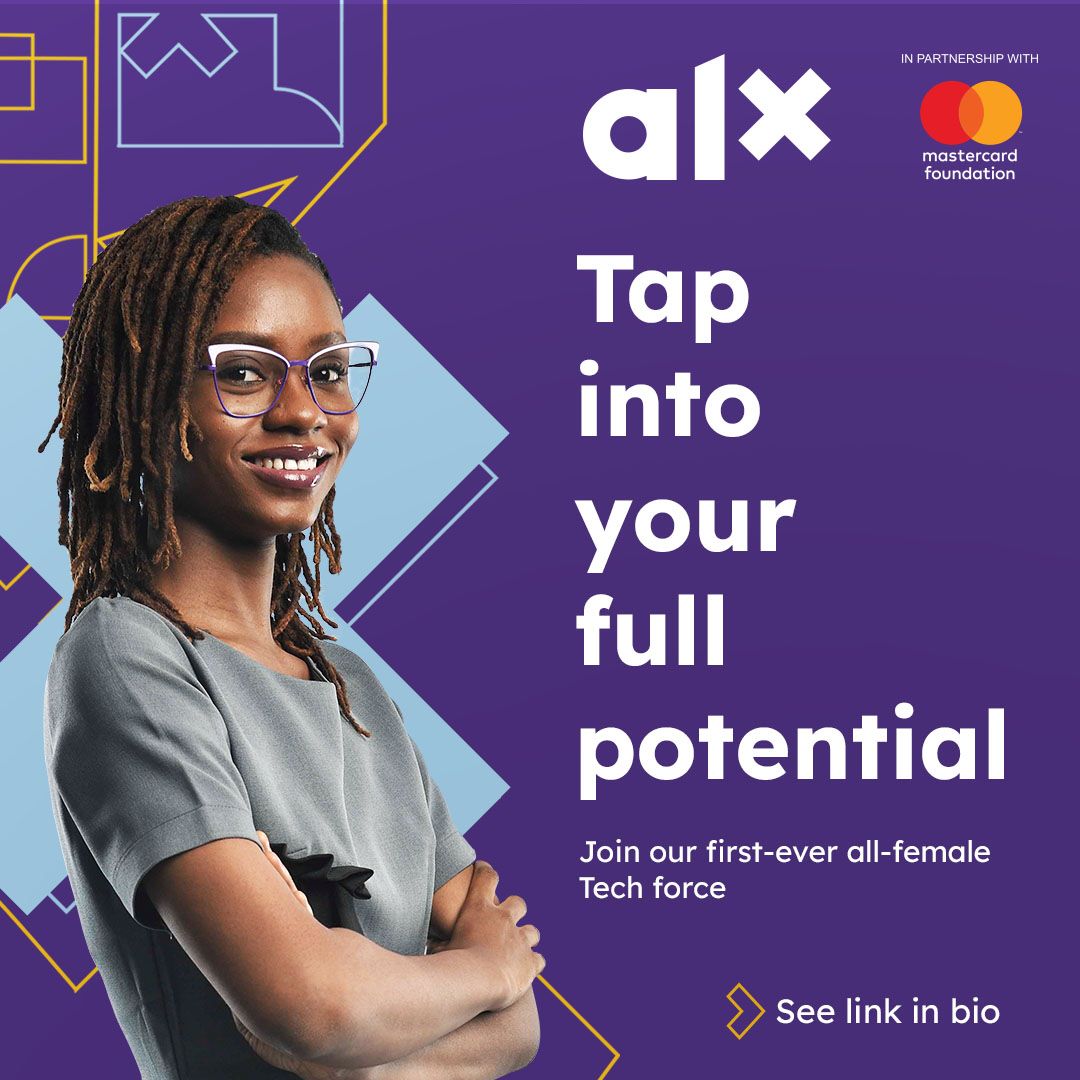 alx
IN PARTNERSHIP WITH
mastercard
foundation
Tap
into
your
full
potential
Join our first-ever all-female
Tech force
See link in bio